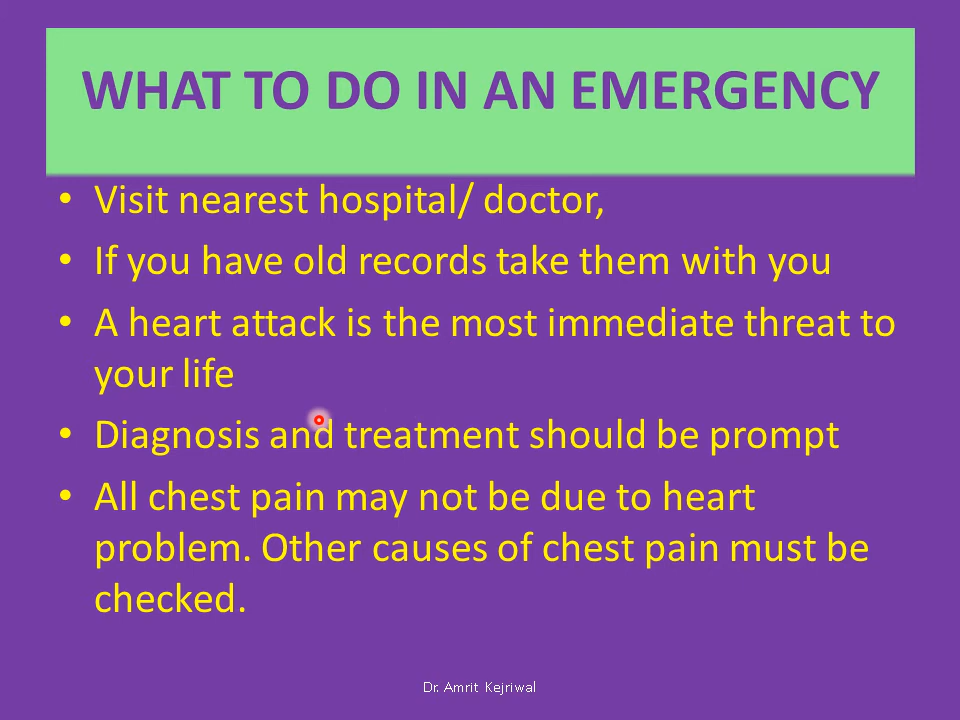 WHAT TO DO IN AN EMERGENCY
• Visit nearest hospital/ doctor,
• If you have old records take them with you
• A heart attack is the most immediate threat to
your life
• Diagnosis and treatment should be prompt
• All chest pain may not be due to heart
problem. Other causes of chest pain must be
checked.
Dr. Amrit Kejriwal